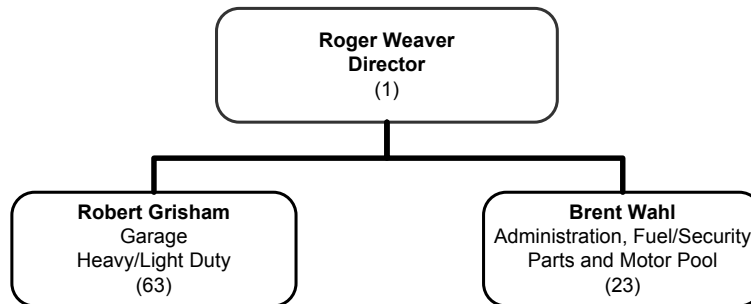 Roger Weaver
Director
(1)
Robert Grisham
Garage
Heavy/Light Duty
(63)
Brent Wahl
Administration, Fuel/Security
Parts and Motor Pool
(23)